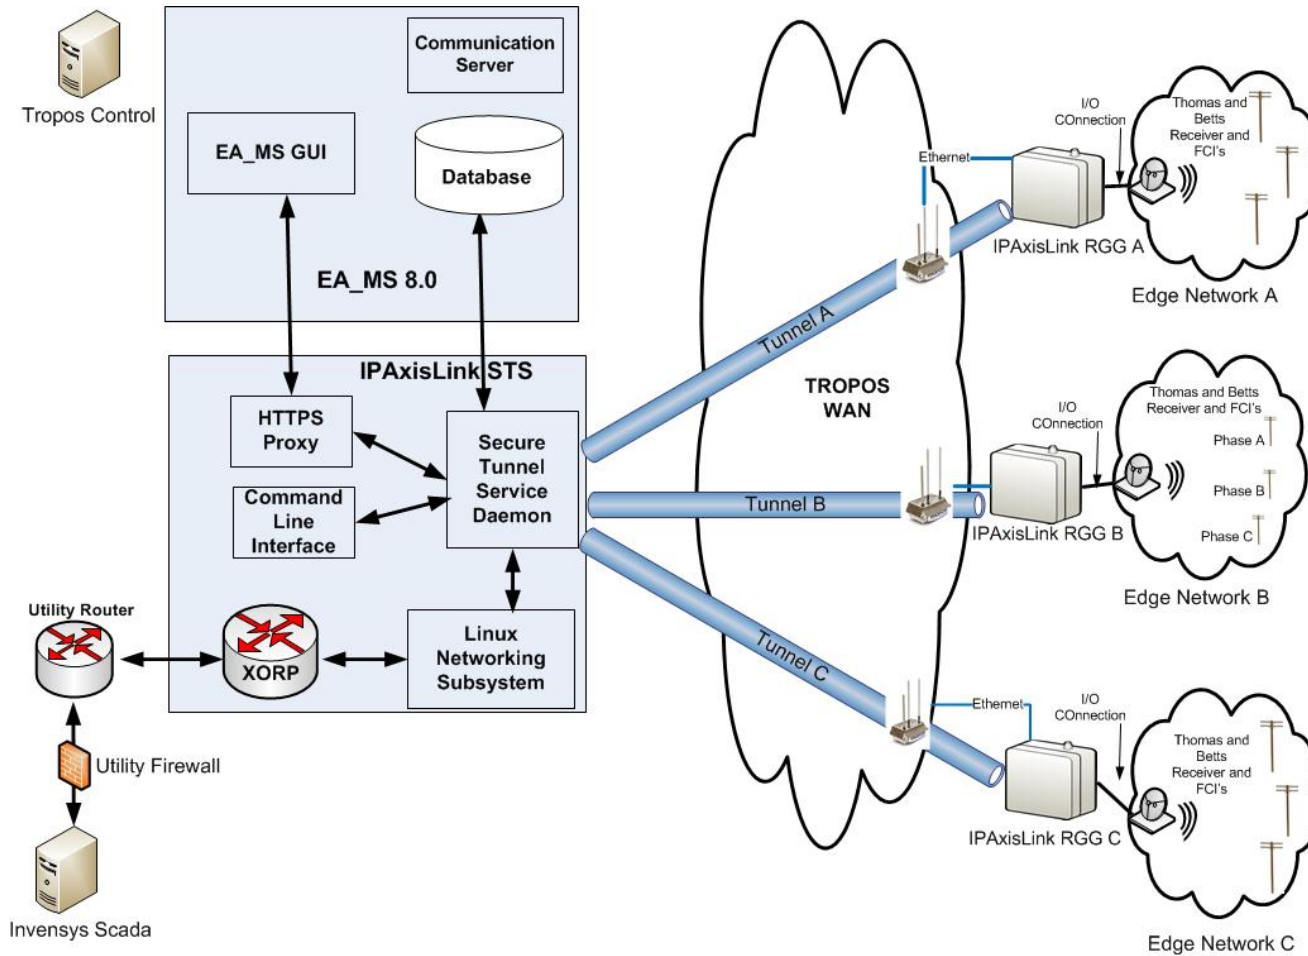 Tropos Control
Communication
Server
EA_MS GUI
Database
EA_MS 8.0
IPAxisLink STS
HTTPS
Proxy
Secure
Tunnel
Service
Daemon
Command
Line
Interface
Utility Router
XORP
Linux
Networking
Subsystem
Utility Firewall
Invensys Scada
Tunnel A
Tunnel B
Tunnel C
TROPOS
WAN
Ethernet
I/O
COnnection
IPAxisLink RGG A
Thomas and
Betts
Receiver and
FCI's
Edge Network A
I/O
COnnection
IPAxisLink RGG B
Thomas and Betts
Receiver and FCI's
Phase A
Phase B
Phase C
Edge Network B
Ethernet
I/O
COnnection
IPAxisLink RGG C
Thomas and
Betts
Receiver and
FCI's
Edge Network C